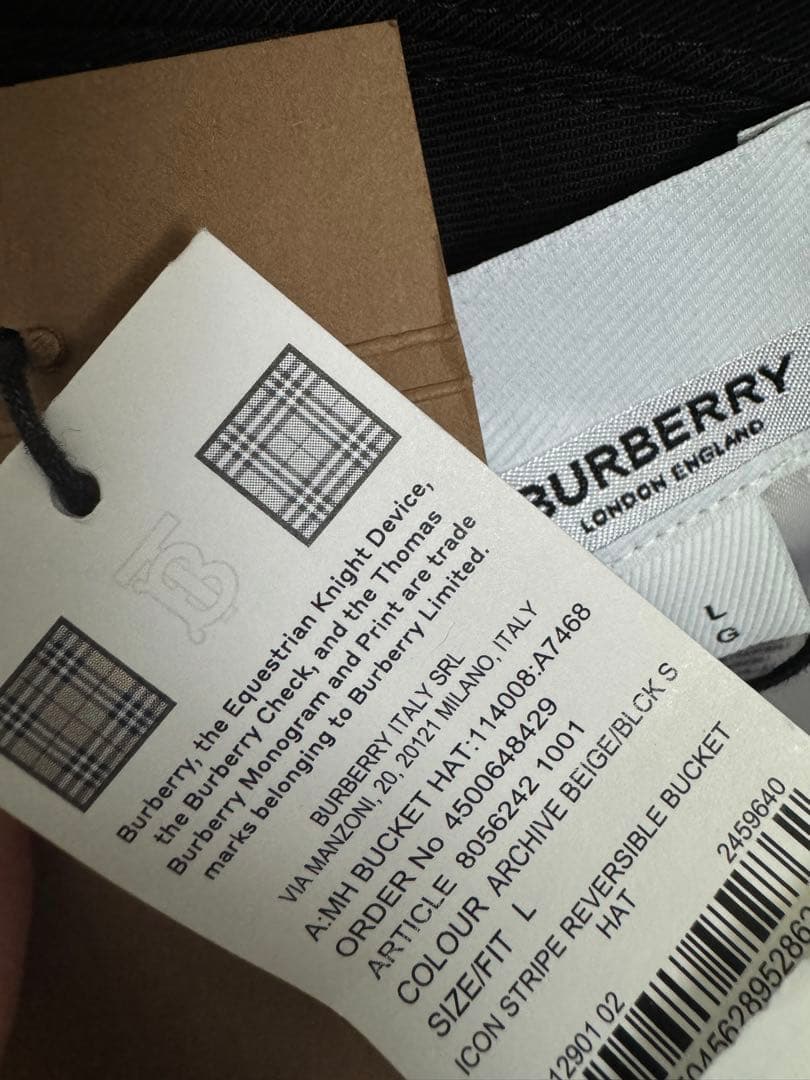 BURBERRY
LONDON ENGLAND
L
G
Burberry, the Equestrian Knight Device,
the Burberry Check, and the Thomas
Burberry Monogram and Print are trade
marks belonging to Burberry Limited.
BURBERRY ITALY SRL
VIA MANZONI, 20, 20121 MILANO, ITALY
A:MH BUCKET HAT:114008:A7468
ORDER No 4500648429
ARTICLE 8056242 1001
COLOUR ARCHIVE BEIGE/BLCK S
SIZE/FIT L
ICON STRIPE REVERSIBLE BUCKET
HAT
12901 02 2459640